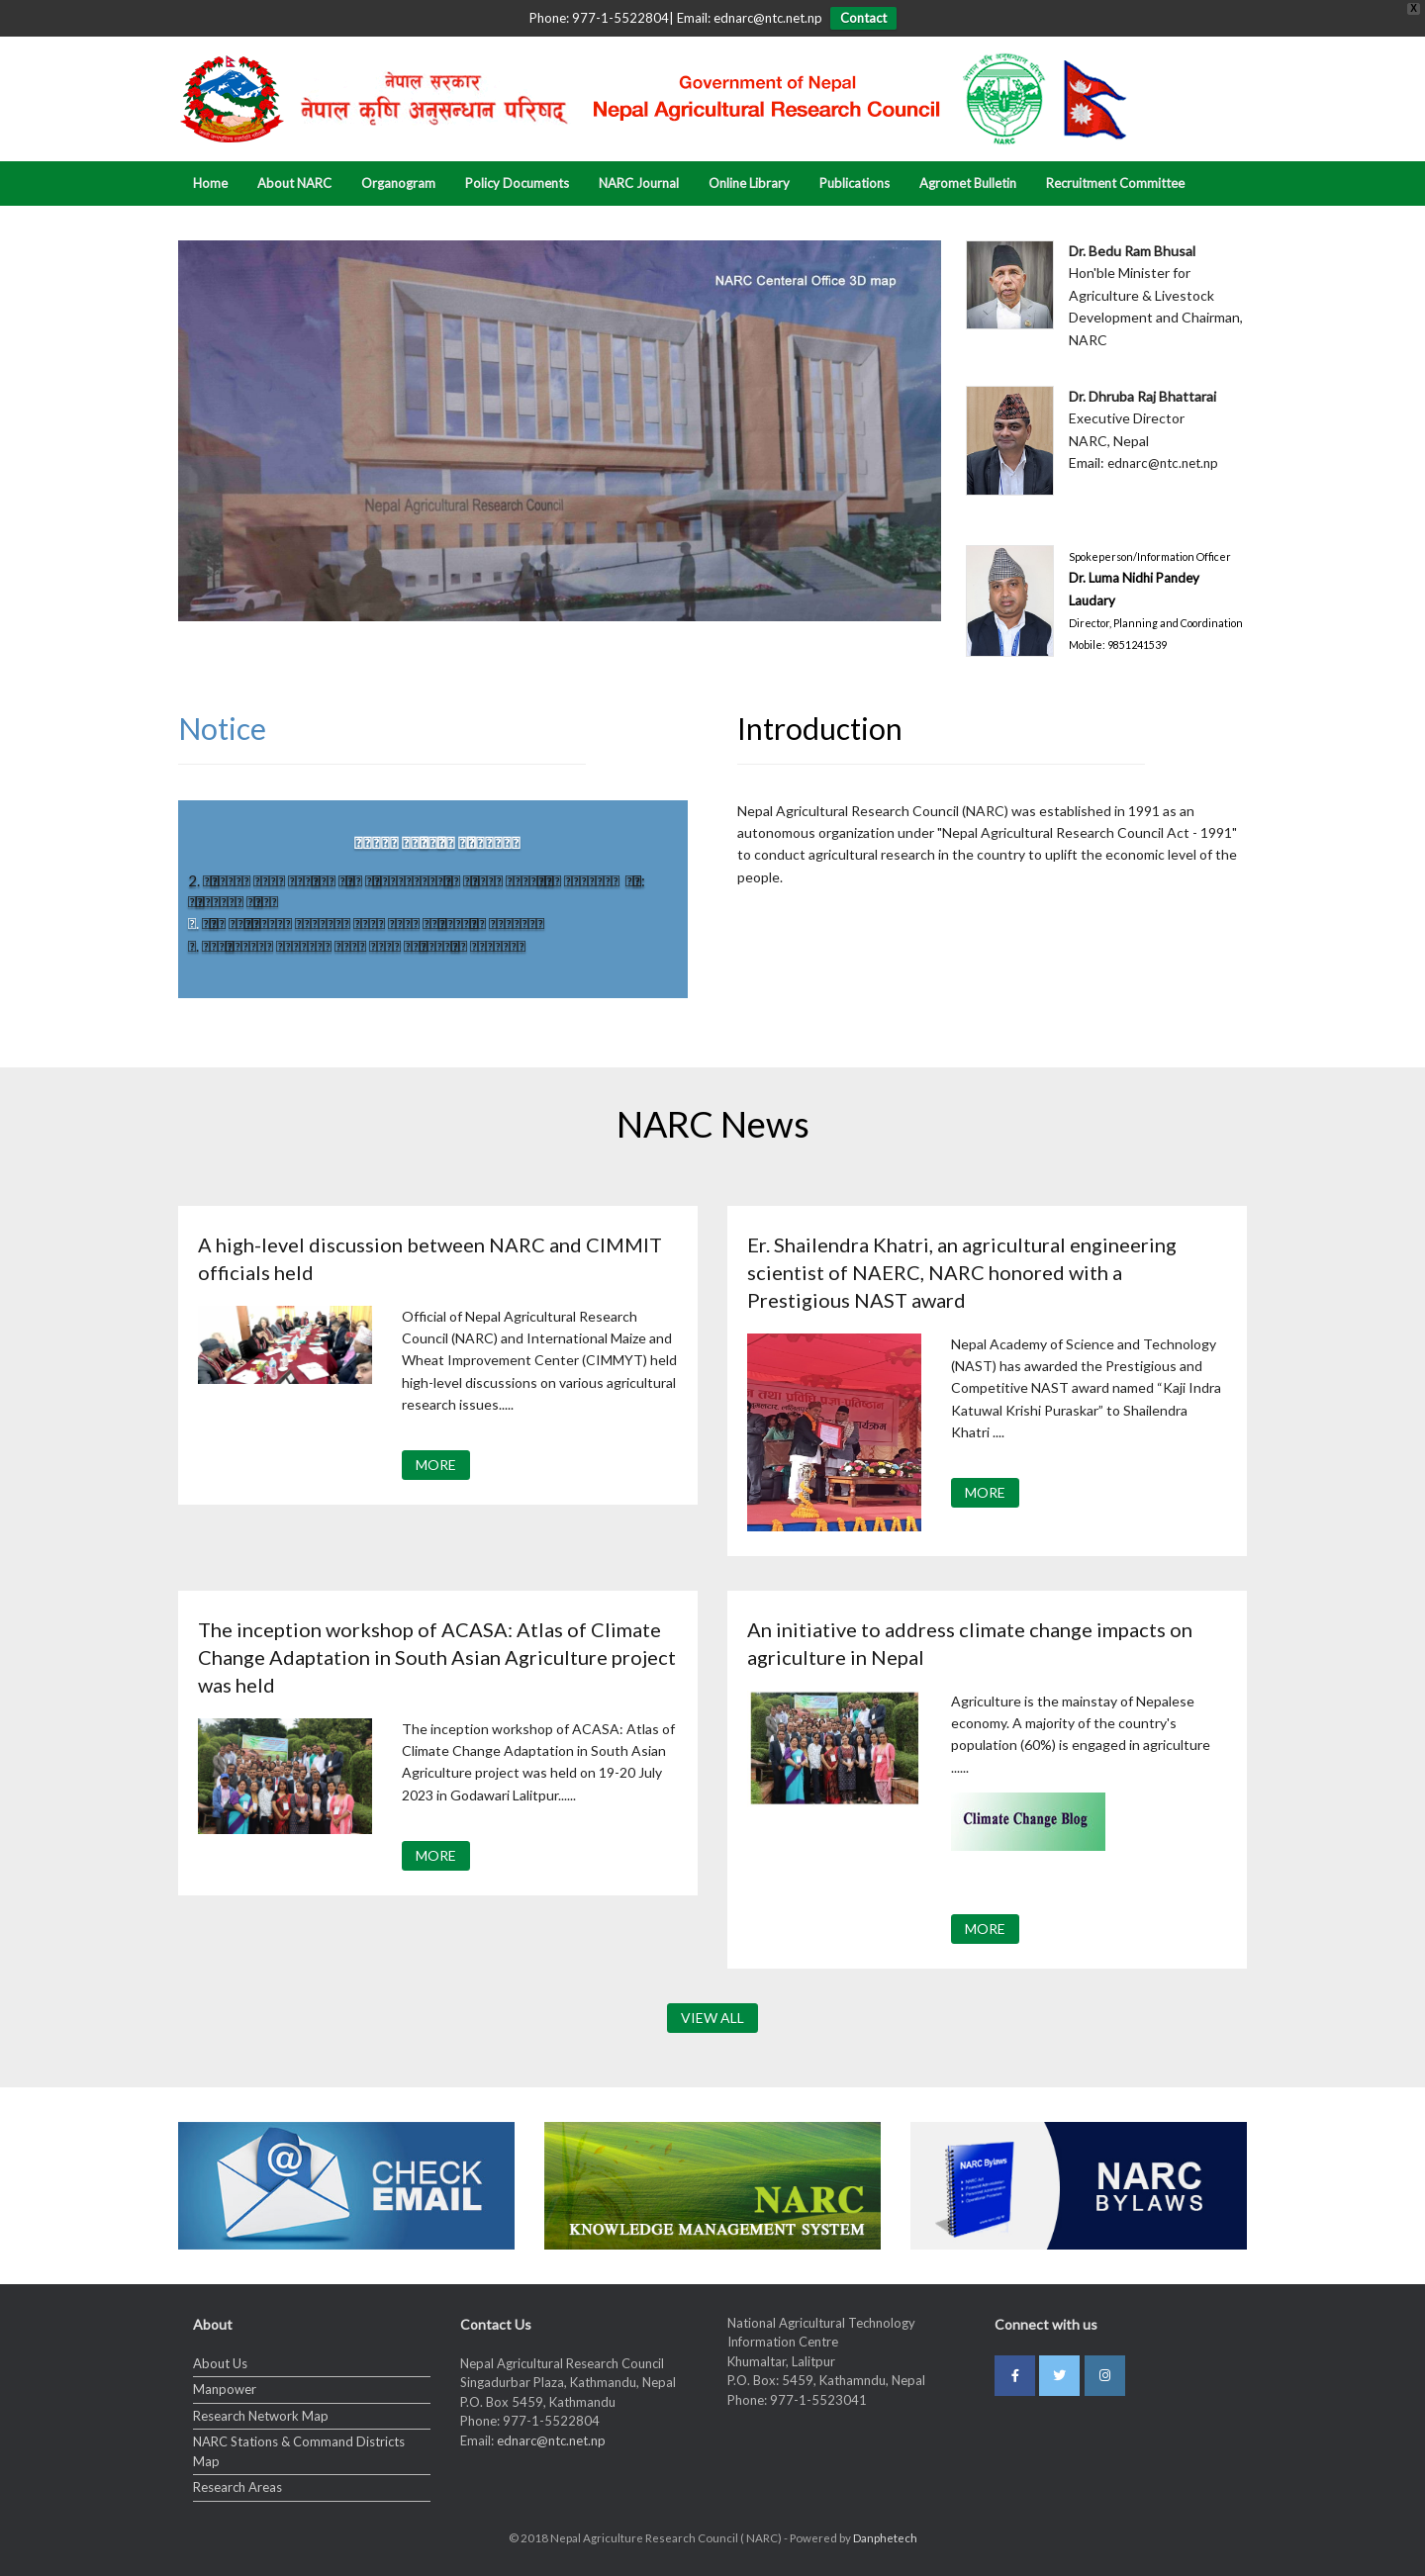 Phone: 977-1-5522804| Email: ednarc@ntc.net.np Contact X
नेपाल सरकार
नेपाल कृषि अनुसन्धान परिषद्
Government of Nepal
Nepal Agricultural Research Council
NARC
Home About NARC Organogram Policy Documents NARC Journal Online Library Publications Agromet Bulletin Recruitment Committee
NARC Centeral Office 3D map
Nepal Agricultural Research Council
Dr. Bedu Ram Bhusal
Hon'ble Minister for
Agriculture & Livestock
Development and Chairman,
NARC
Dr. Dhruba Raj Bhattarai
Executive Director
NARC, Nepal
Email: ednarc@ntc.net.np
Spokeperson/Information Officer
Dr. Luma Nidhi Pandey
Laudary
Director, Planning and Coordination
Mobile: 9851241539
Notice
2.
Introduction
Nepal Agricultural Research Council (NARC) was established in 1991 as an
autonomous organization under "Nepal Agricultural Research Council Act - 1991"
to conduct agricultural research in the country to uplift the economic level of the
people.
NARC News
A high-level discussion between NARC and CIMMIT
officials held
Official of Nepal Agricultural Research
Council (NARC) and International Maize and
Wheat Improvement Center (CIMMYT) held
high-level discussions on various agricultural
research issues.....
MORE
Er. Shailendra Khatri, an agricultural engineering
scientist of NAERC, NARC honored with a
Prestigious NAST award
Nepal Academy of Science and Technology
(NAST) has awarded the Prestigious and
Competitive NAST award named “Kaji Indra
Katuwal Krishi Puraskar” to Shailendra
Khatri ....
MORE
The inception workshop of ACASA: Atlas of Climate
Change Adaptation in South Asian Agriculture project
was held
The inception workshop of ACASA: Atlas of
Climate Change Adaptation in South Asian
Agriculture project was held on 19-20 July
2023 in Godawari Lalitpur......
MORE
An initiative to address climate change impacts on
agriculture in Nepal
Agriculture is the mainstay of Nepalese
economy. A majority of the country's
population (60%) is engaged in agriculture
......
Climate Change Blog
MORE
VIEW ALL
CHECK
EMAIL
NARC
KNOWLEDGE MANAGEMENT SYSTEM
NARC Bylaws
NARC
BYLAWS
About
About Us
Manpower
Research Network Map
NARC Stations & Command Districts
Map
Research Areas
Contact Us
Nepal Agricultural Research Council
Singadurbar Plaza, Kathmandu, Nepal
P.O. Box 5459, Kathmandu
Phone: 977-1-5522804
Email: ednarc@ntc.net.np
National Agricultural Technology
Information Centre
Khumaltar, Lalitpur
P.O. Box: 5459, Kathamndu, Nepal
Phone: 977-1-5523041
Connect with us
© 2018 Nepal Agriculture Research Council ( NARC) - Powered by Danphetech